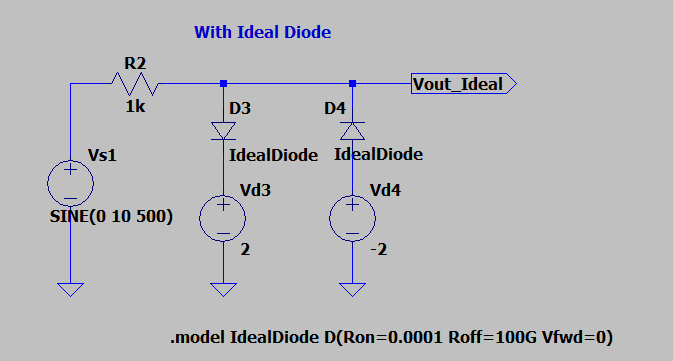 With Ideal Diode
R2
1k
Vout_Ideal
D3
D4
IdealDiode
IdealDiode
Vs1
SINE(0 10 500)
Vd3
2
Vd4
-2
.model IdealDiode D(Ron=0.0001 Roff=100G Vfwd=0)